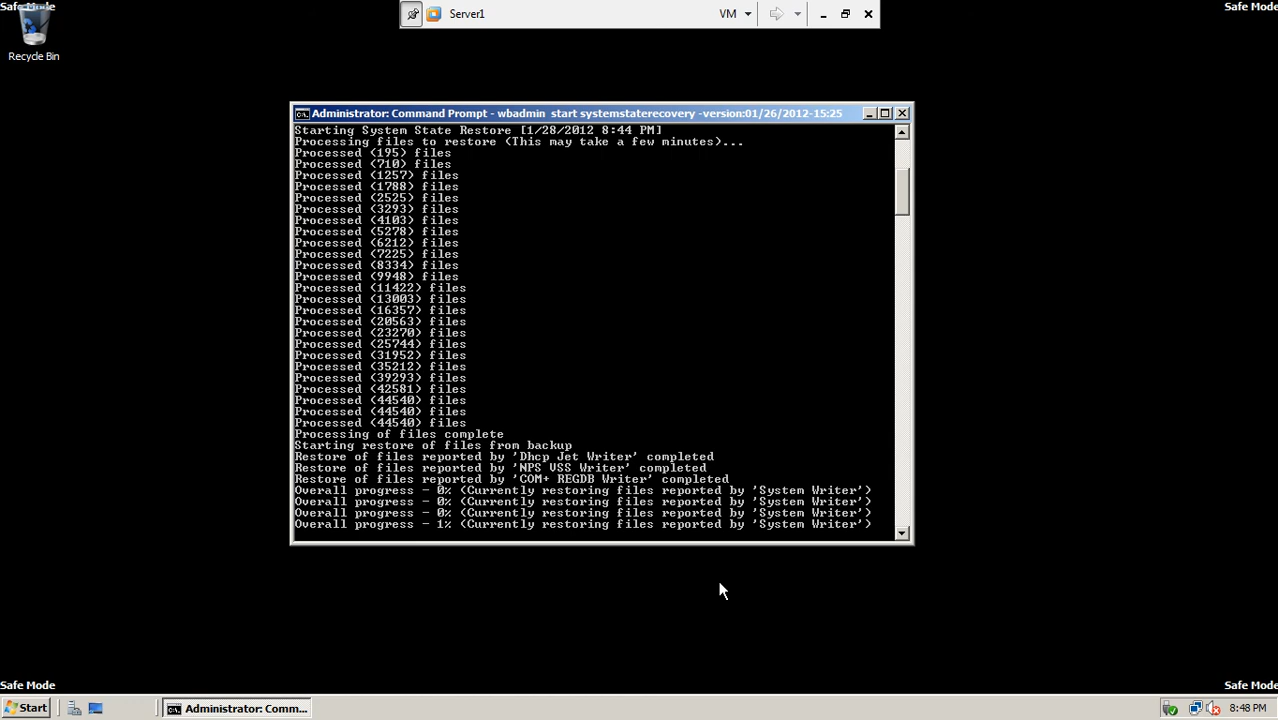 Safe Mode
Safe Mode
Server1
VM
Recycle Bin
Administrator: Command Prompt - wbadmin  start systemstaterecovery -version:01/26/2012-15:25
Starting System State Restore [1/28/2012 8:44 PM]
Processing files to restore (This may take a few minutes)...
Processed (195) files
Processed (710) files
Processed (1257) files
Processed (1788) files
Processed (2525) files
Processed (3293) files
Processed (4103) files
Processed (5278) files
Processed (6212) files
Processed (7225) files
Processed (8334) files
Processed (9948) files
Processed (11422) files
Processed (13003) files
Processed (16357) files
Processed (20563) files
Processed (23270) files
Processed (25744) files
Processed (31952) files
Processed (35212) files
Processed (39293) files
Processed (42581) files
Processed (44540) files
Processed (44540) files
Processed (44540) files
Processing of files complete
Starting restore of files from backup
Restore of files reported by 'Dhcp Jet Writer' completed
Restore of files reported by 'NPS VSS Writer' completed
Restore of files reported by 'COM+ REGDB Writer' completed
Overall progress - 0% (Currently restoring files reported by 'System Writer')
Overall progress - 0% (Currently restoring files reported by 'System Writer')
Overall progress - 0% (Currently restoring files reported by 'System Writer')
Overall progress - 1% (Currently restoring files reported by 'System Writer')
Safe Mode
Safe Mode
Start
Administrator: Comm...
8:48 PM